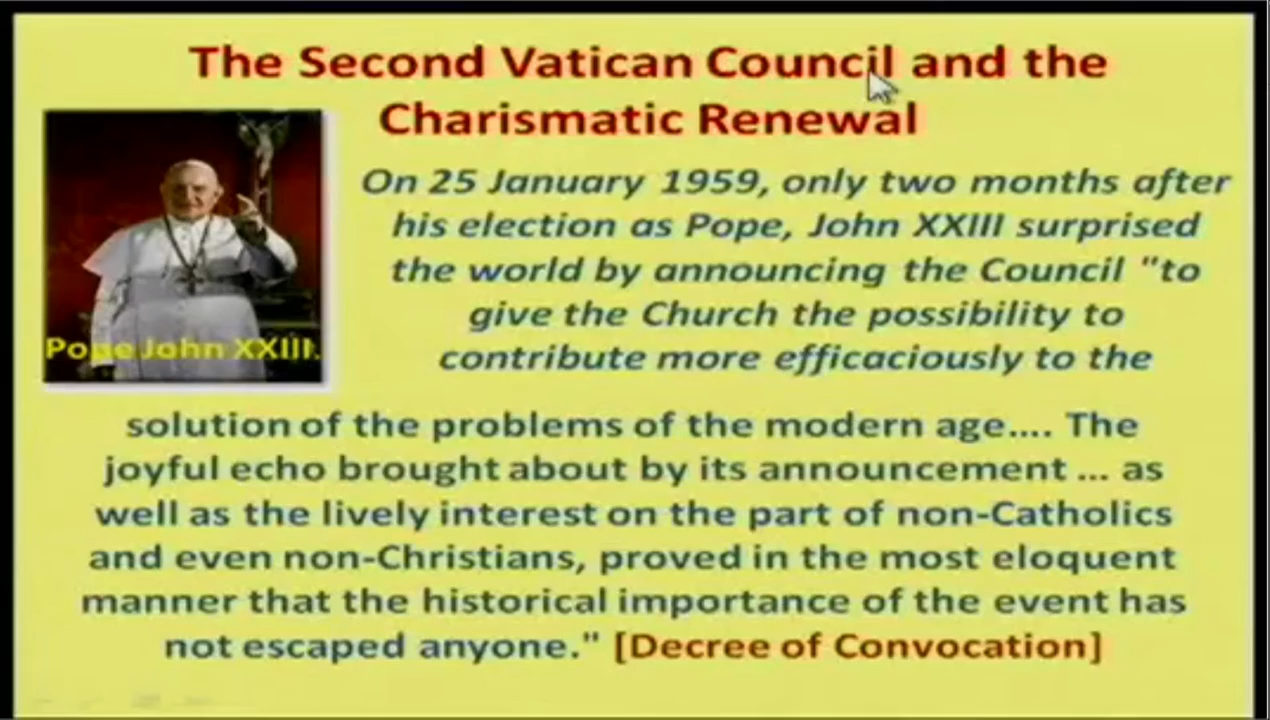 The Second Vatican Council and the
Charismatic Renewal
On 25 January 1959, only two months after
his election as Pope, John XXIII surprised
the world by announcing the Council "to
give the Church the possibility to
contribute more efficaciously to the
Pope John XXIII.
solution of the problems of the modern age.... The
joyful echo brought about by its announcement ... as
well as the lively interest on the part of non-Catholics
and even non-Christians, proved in the most eloquent
manner that the historical importance of the event has
not escaped anyone." [Decree of Convocation]